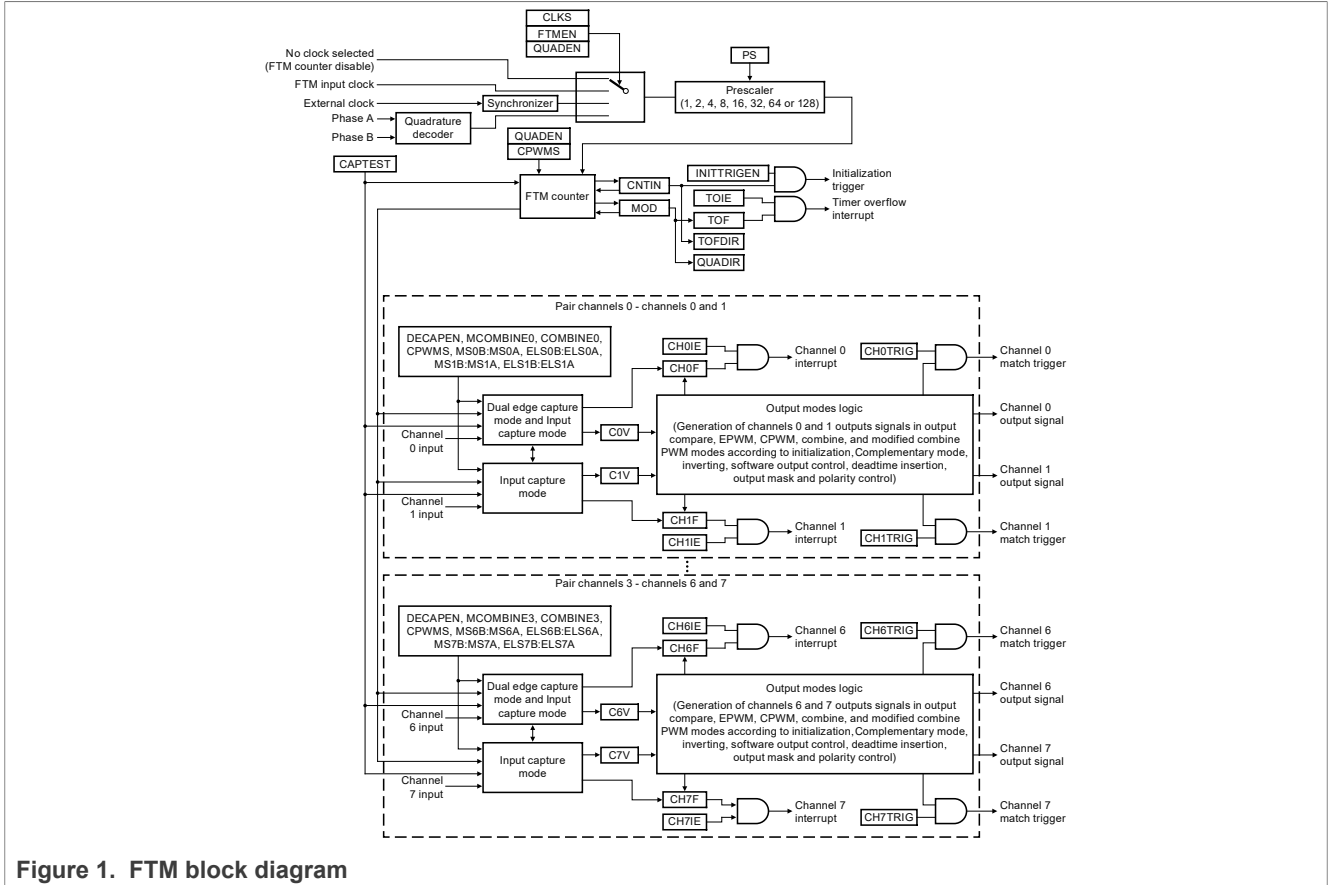 CLKS
FTMEN
QUADEN
No clock selected
(FTM counter disable)
FTM input clock
External clock
Synchronizer
Phase A
Phase B
Quadrature
decoder
PS
Prescaler
(1, 2, 4, 8, 16, 32, 64 or 128)
QUADEN
CPWMS
CAPTEST
FTM counter
CNTIN
MOD
INITTRIGEN
TOIE
TOF
TOFDIR
QUADIR
Initialization
trigger
Timer overflow
interrupt
Pair channels 0 - channels 0 and 1
DECAPEN, MCOMBINE0, COMBINE0,
CPWMS, MS0B:MS0A, ELS0B:ELS0A,
MS1B:MS1A, ELS1B:ELS1A
CH0IE
CH0F
Channel 0
interrupt
CH0TRIG
Channel 0
match trigger
Dual edge capture
mode and Input
capture mode
Channel
0 input
C0V
Output modes logic
(Generation of channels 0 and 1 outputs signals in output
compare, EPWM, CPWM, combine, and modified combine
PWM modes according to initialization, Complementary mode,
inverting, software output control, deadtime insertion,
output mask and polarity control)
Channel 0
output signal
Input capture
mode
Channel
1 input
C1V
Channel 1
output signal
CH1F
CH1IE
Channel 1
interrupt
CH1TRIG
Channel 1
match trigger
Pair channels 3 - channels 6 and 7
DECAPEN, MCOMBINE3, COMBINE3,
CPWMS, MS6B:MS6A, ELS6B:ELS6A,
MS7B:MS7A, ELS7B:ELS7A
CH6IE
CH6F
Channel 6
interrupt
CH6TRIG
Channel 6
match trigger
Dual edge capture
mode and Input
capture mode
Channel
6 input
C6V
Output modes logic
(Generation of channels 6 and 7 outputs signals in output
compare, EPWM, CPWM, combine, and modified combine
PWM modes according to initialization, Complementary mode,
inverting, software output control, deadtime insertion,
output mask and polarity control)
Channel 6
output signal
Input capture
mode
Channel
7 input
C7V
Channel 7
output signal
CH7F
CH7IE
Channel 7
interrupt
CH7TRIG
Channel 7
match trigger
Figure 1. FTM block diagram